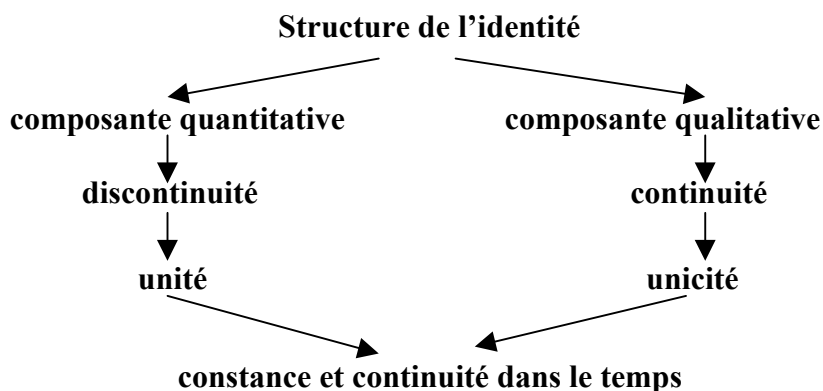 Structure de l’identité
composante quantitative composante qualitative
discontinuité continuité
unité unicité
constance et continuité dans le temps